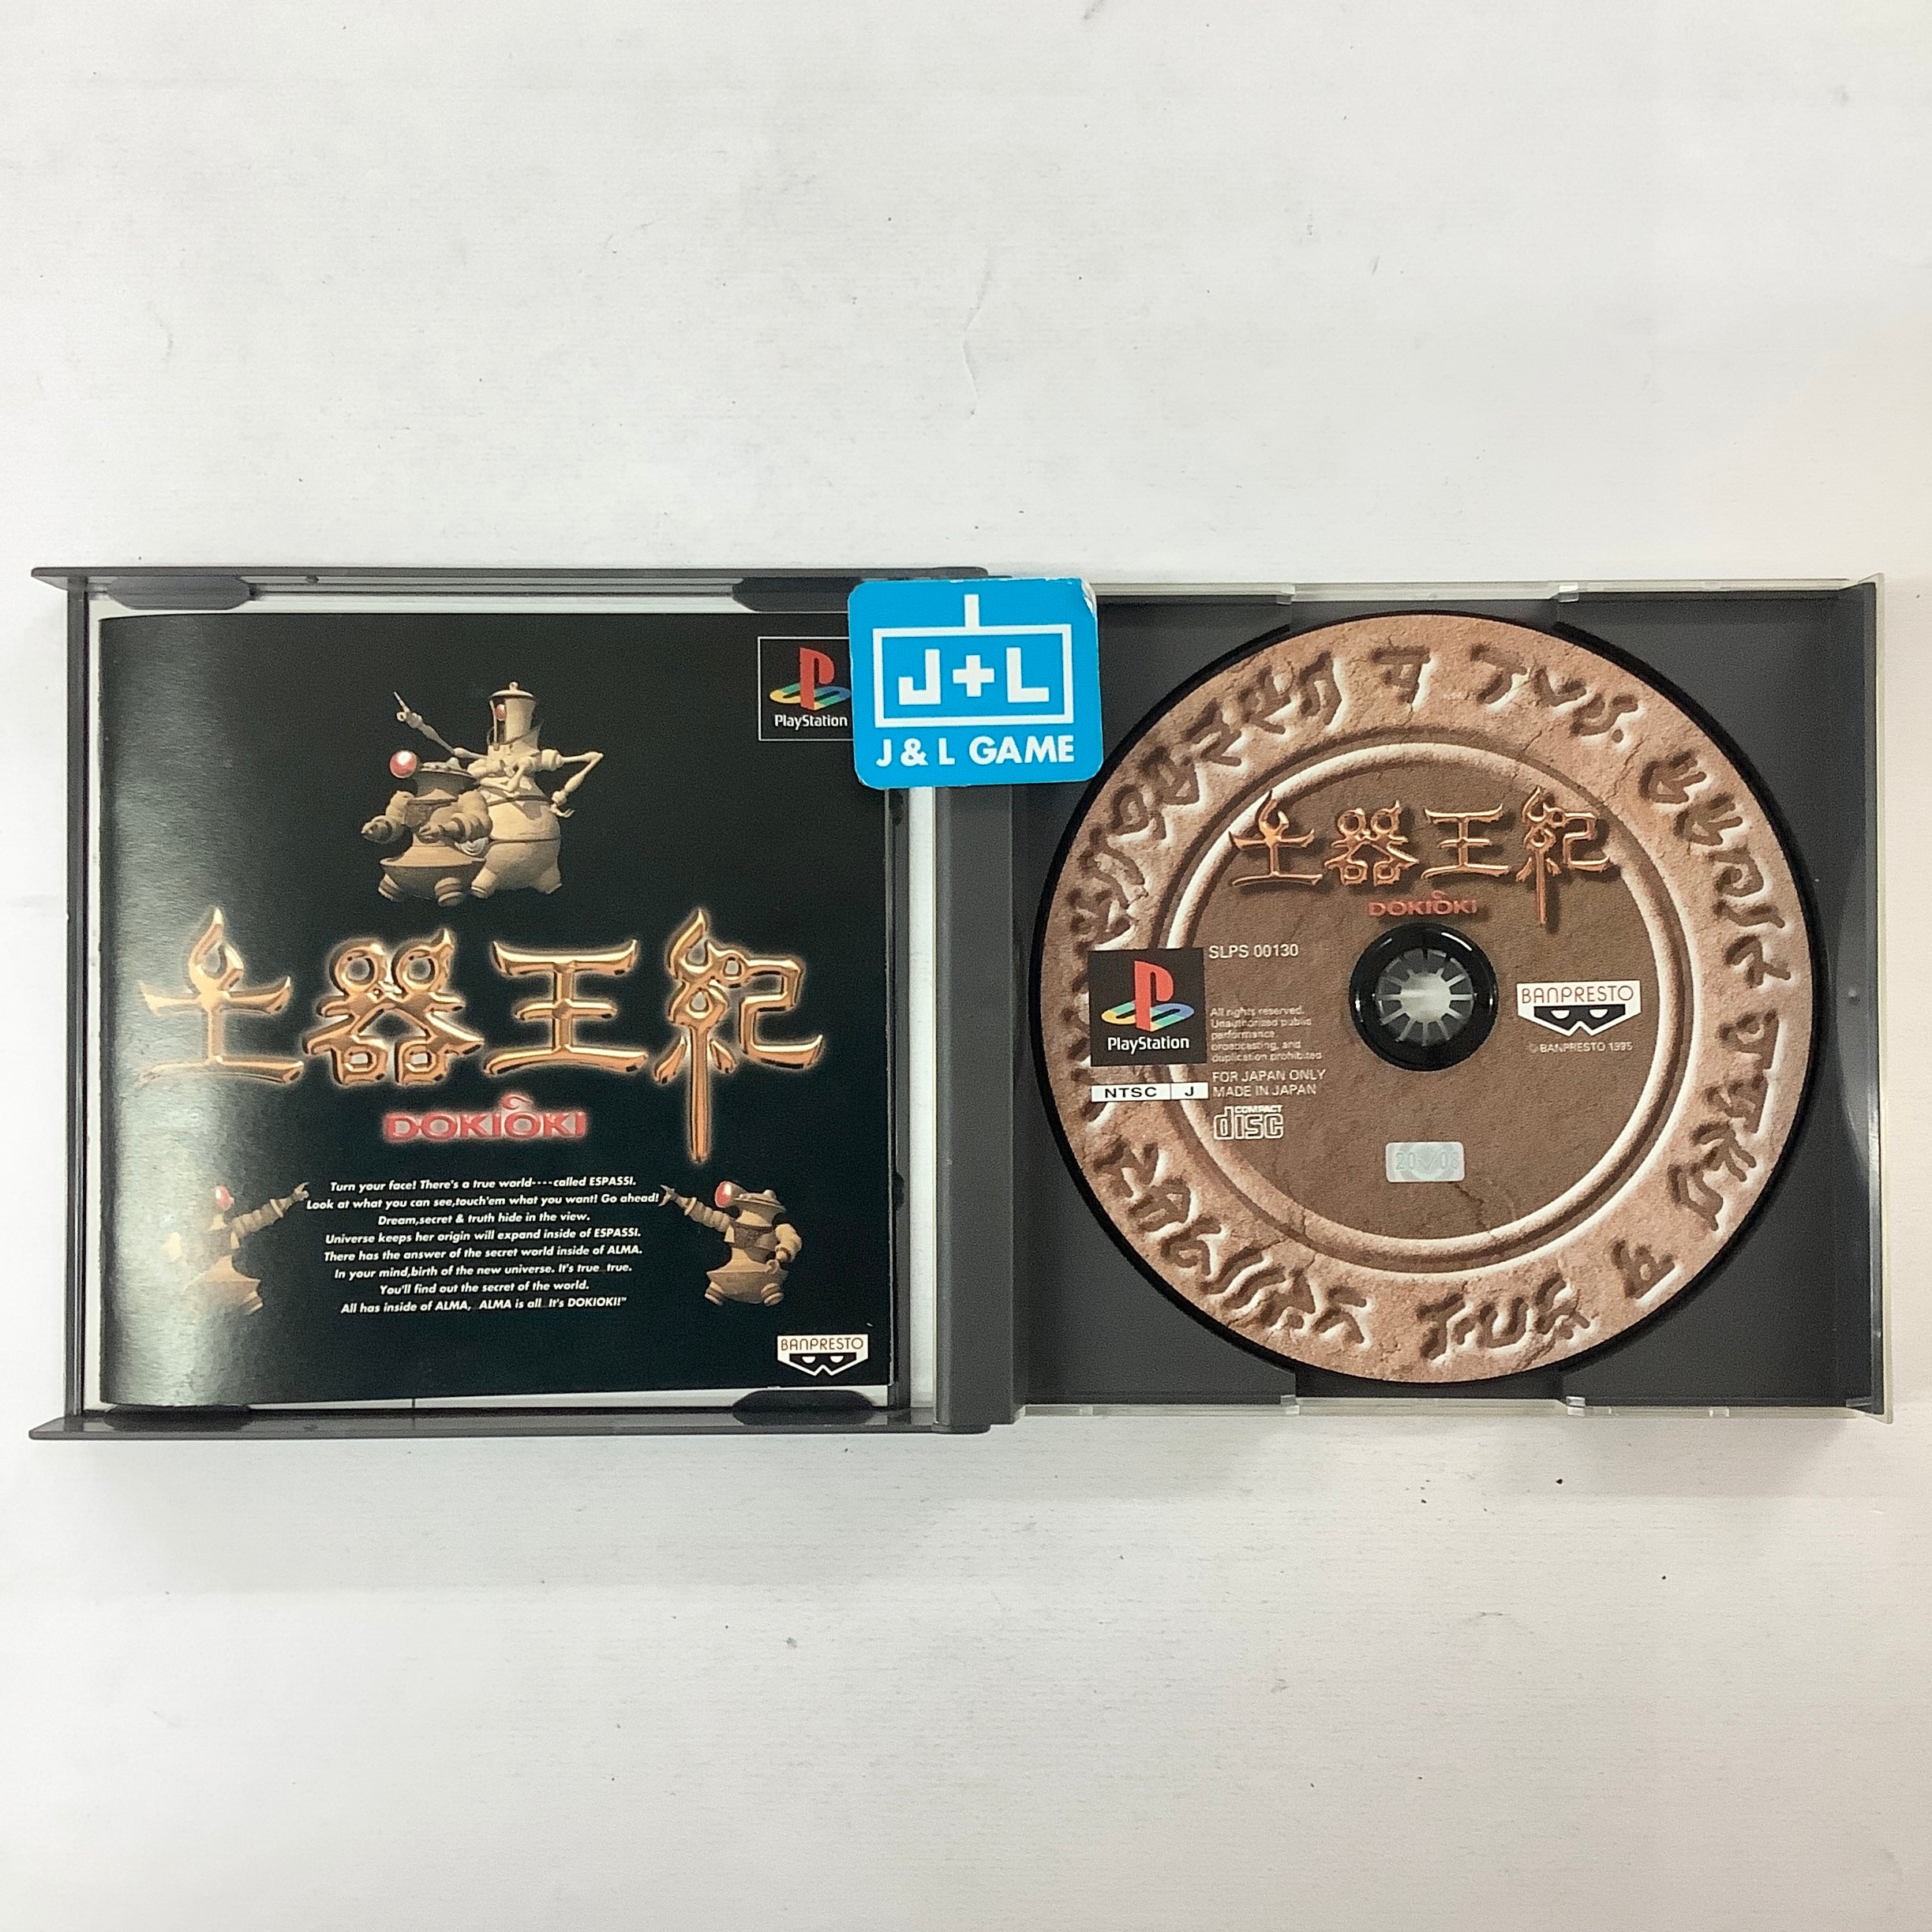 PlayStation
土器王紀
DOKIOKI
Turn your face! There's a true world----called ESPASSI.
Look at what you can see,touch'em what you want! Go ahead!
Dream,secret & truth hide in the view.
Universe keeps her origin will expand inside of ESPASSI.
There has the answer of the secret world inside of ALMA.
In your mind,birth of the new universe. It's true...true.
You'll find out the secret of the world.
All has inside of ALMA,...ALMA is all...It's DOKIOKI!"
BANPRESTO
J+L
J & L GAME
土器王紀
DOKIOKI
SLPS 00130
PlayStation
NTSC J
All rights reserved.
Unauthorized public
performance
broadcasting, and
duplication prohibited
FOR JAPAN ONLY
MADE IN JAPAN
COMPACT
disc
BANPRESTO
© BANPRESTO 1995